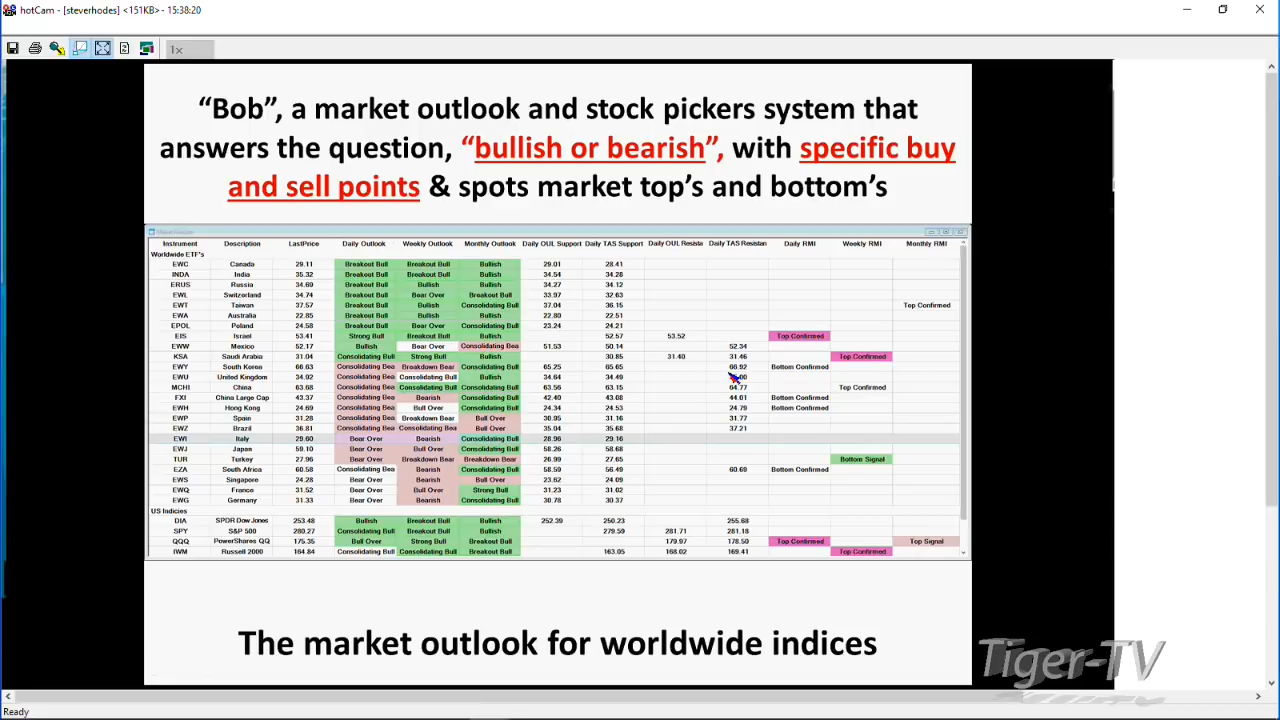 hotCam - [steverhodes] <151KB> - 15:38:20
1×
“Bob”, a market outlook and stock pickers system that
answers the question, “bullish or bearish”, with specific buy
and sell points & spots market top’s and bottom’s
Instrument Description LastPrice Daily Outlook Weekly Outlook Monthly Outlook Daily OUL Support Daily TAS Support Daily OUL Resista Daily TAS Resistan Daily RMI Weekly RMI Monthly RMI
Worldwide ETF's
EWC Canada 29.11 Breakout Bull Breakout Bull Bullish 29.01 28.41
INDA India 35.32 Breakout Bull Breakout Bull Bullish 34.54 34.28
ERUS Russia 34.69 Breakout Bull Bullish Bullish 34.27 34.12
EWL Switzerland 34.74 Breakout Bull Bear Over Breakout Bull 33.97 32.63
EWT Taiwan 37.57 Breakout Bull Bullish Consolidating Bull 37.04 36.15 Top Confirmed
EWA Australia 22.85 Breakout Bull Bullish Bullish 22.80 22.51
EPOL Poland 24.58 Breakout Bull Bear Over Bullish 23.24 24.21
EIS Israel 53.41 Strong Bull Breakout Bull Bullish 52.57 53.52 Top Confirmed
EWW Mexico 52.17 Bullish Bear Over Consolidating Bea 51.53 50.14 52.34
KSA Saudi Arabia 31.04 Consolidating Bull Strong Bull Bullish 30.85 31.40 31.46 Top Confirmed
EWY South Korea 66.63 Consolidating Bea Breakdown Bear Consolidating Bull 65.25 65.65 66.92 Bottom Confirmed
EWU United Kingdom 34.92 Consolidating Bea Consolidating Bull Consolidating Bull 34.64 34.49
MCHI China 63.68 Consolidating Bea Consolidating Bull Consolidating Bull 63.56 63.15 64.77 Top Confirmed
FXI China Large Cap 43.37 Consolidating Bea Bearish Consolidating Bull 42.40 43.08 44.01 Bottom Confirmed
EWH Hong Kong 24.69 Consolidating Bea Bull Over Consolidating Bull 24.34 24.53 24.79 Bottom Confirmed
EWP Spain 31.28 Consolidating Bea Breakdown Bear Bull Over 30.95 31.16 31.77
EWZ Brazil 36.81 Consolidating Bea Consolidating Bea Bull Over 35.04 35.68 37.21
EWI Italy 29.60 Bear Over Bearish Consolidating Bull 28.96 29.16
EWJ Japan 59.10 Bear Over Bull Over Consolidating Bull 58.26 58.68
TUR Turkey 27.96 Bear Over Breakdown Bear Breakdown Bear 26.99 27.65 Bottom Signal
EZA South Africa 60.58 Consolidating Bea Bearish Consolidating Bull 58.59 56.49 60.69 Bottom Confirmed
EWS Singapore 24.28 Bear Over Bearish Bull Over 23.62 24.09
EWQ France 31.52 Bear Over Bull Over Strong Bull 31.23 31.02
EWG Germany 31.33 Bear Over Bearish Consolidating Bull 30.78 30.37
US Indices
DIA SPDR Dow Jones 253.48 Bullish Breakout Bull Bullish 252.39 250.23 255.68
SPY S&P 500 280.27 Consolidating Bull Breakout Bull Bullish 279.59 281.71 281.18
QQQ PowerShares QQ 175.35 Bull Over Strong Bull Breakout Bull 179.97 178.50 Top Confirmed Top Signal
IWM Russell 2000 164.84 Consolidating Bull Consolidating Bull Breakout Bull 163.05 168.02 169.41 Top Confirmed
The market outlook for worldwide indices
Tiger-TV
Ready